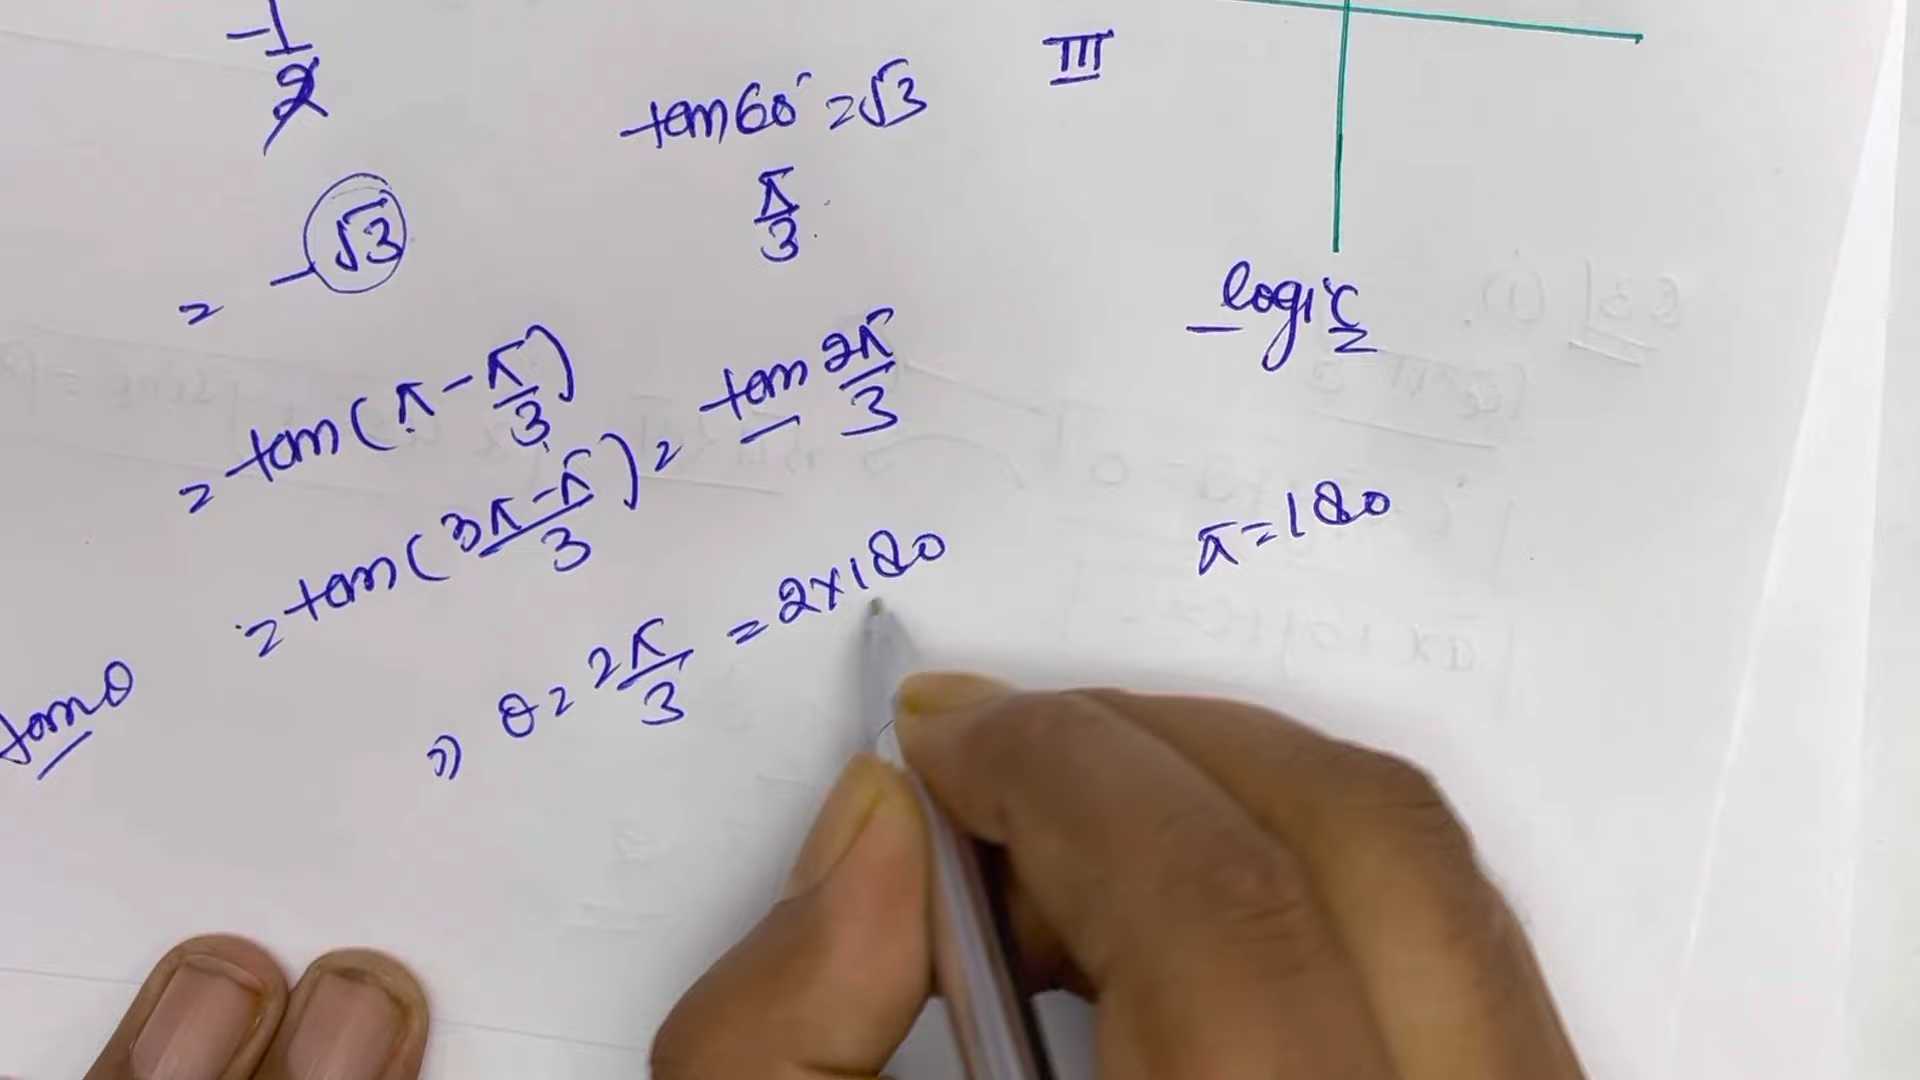 -1/2
tan60° = √3
III
π/3
= -√3
logic
= tan(π - π/3)
= tan(3π-π/3) = tan 2π/3
π = 180
tanθ
⇒ θ = 2π/3 = 2×180